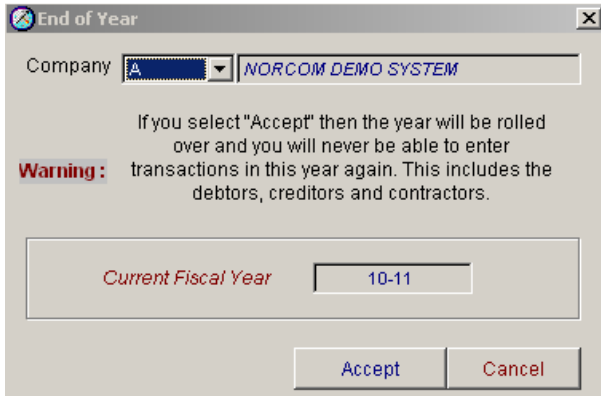 End of Year
Company A NORCOM DEMO SYSTEM
If you select "Accept" then the year will be rolled
over and you will never be able to enter
Warning : transactions in this year again. This includes the
debtors, creditors and contractors.
Current Fiscal Year 10-11
Accept Cancel